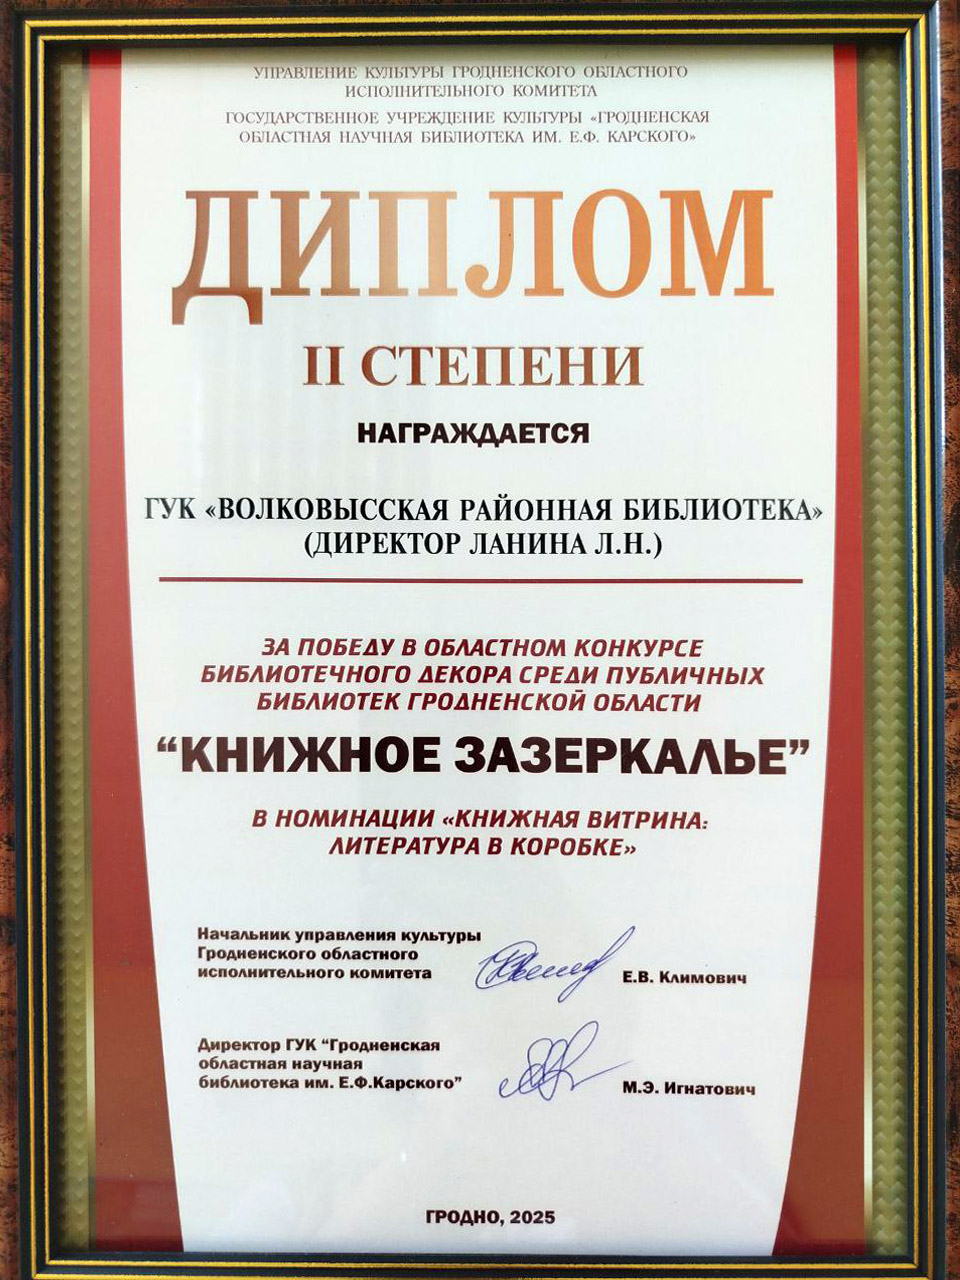 УПРАВЛЕНИЕ КУЛЬТУРЫ ГРОДНЕНСКОГО ОБЛАСТНОГО
ИСПОЛНИТЕЛЬНОГО КОМИТЕТА
ГОСУДАРСТВЕННОЕ УЧРЕЖДЕНИЕ КУЛЬТУРЫ «ГРОДНЕНСКАЯ
ОБЛАСТНАЯ НАУЧНАЯ БИБЛИОТЕКА ИМ. Е.Ф. КАРСКОГО»
ДИПЛОМ
II СТЕПЕНИ
НАГРАЖДАЕТСЯ
ГУК «ВОЛКОВЫССКАЯ РАЙОННАЯ БИБЛИОТЕКА»
(ДИРЕКТОР ЛАНИНА Л.Н.)
ЗА ПОБЕДУ В ОБЛАСТНОМ КОНКУРСЕ
БИБЛИОТЕЧНОГО ДЕКОРА СРЕДИ ПУБЛИЧНЫХ
БИБЛИОТЕК ГРОДНЕНСКОЙ ОБЛАСТИ
“КНИЖНОЕ ЗАЗЕРКАЛЬЕ”
В НОМИНАЦИИ «КНИЖНАЯ ВИТРИНА:
ЛИТЕРАТУРА В КОРОБКЕ»
Начальник управления культуры
Гродненского областного
исполнительного комитета
Е.В. Климович
Директор ГУК “Гродненская
областная научная
библиотека им. Е.Ф.Карского”
М.Э. Игнатович
ГРОДНО, 2025